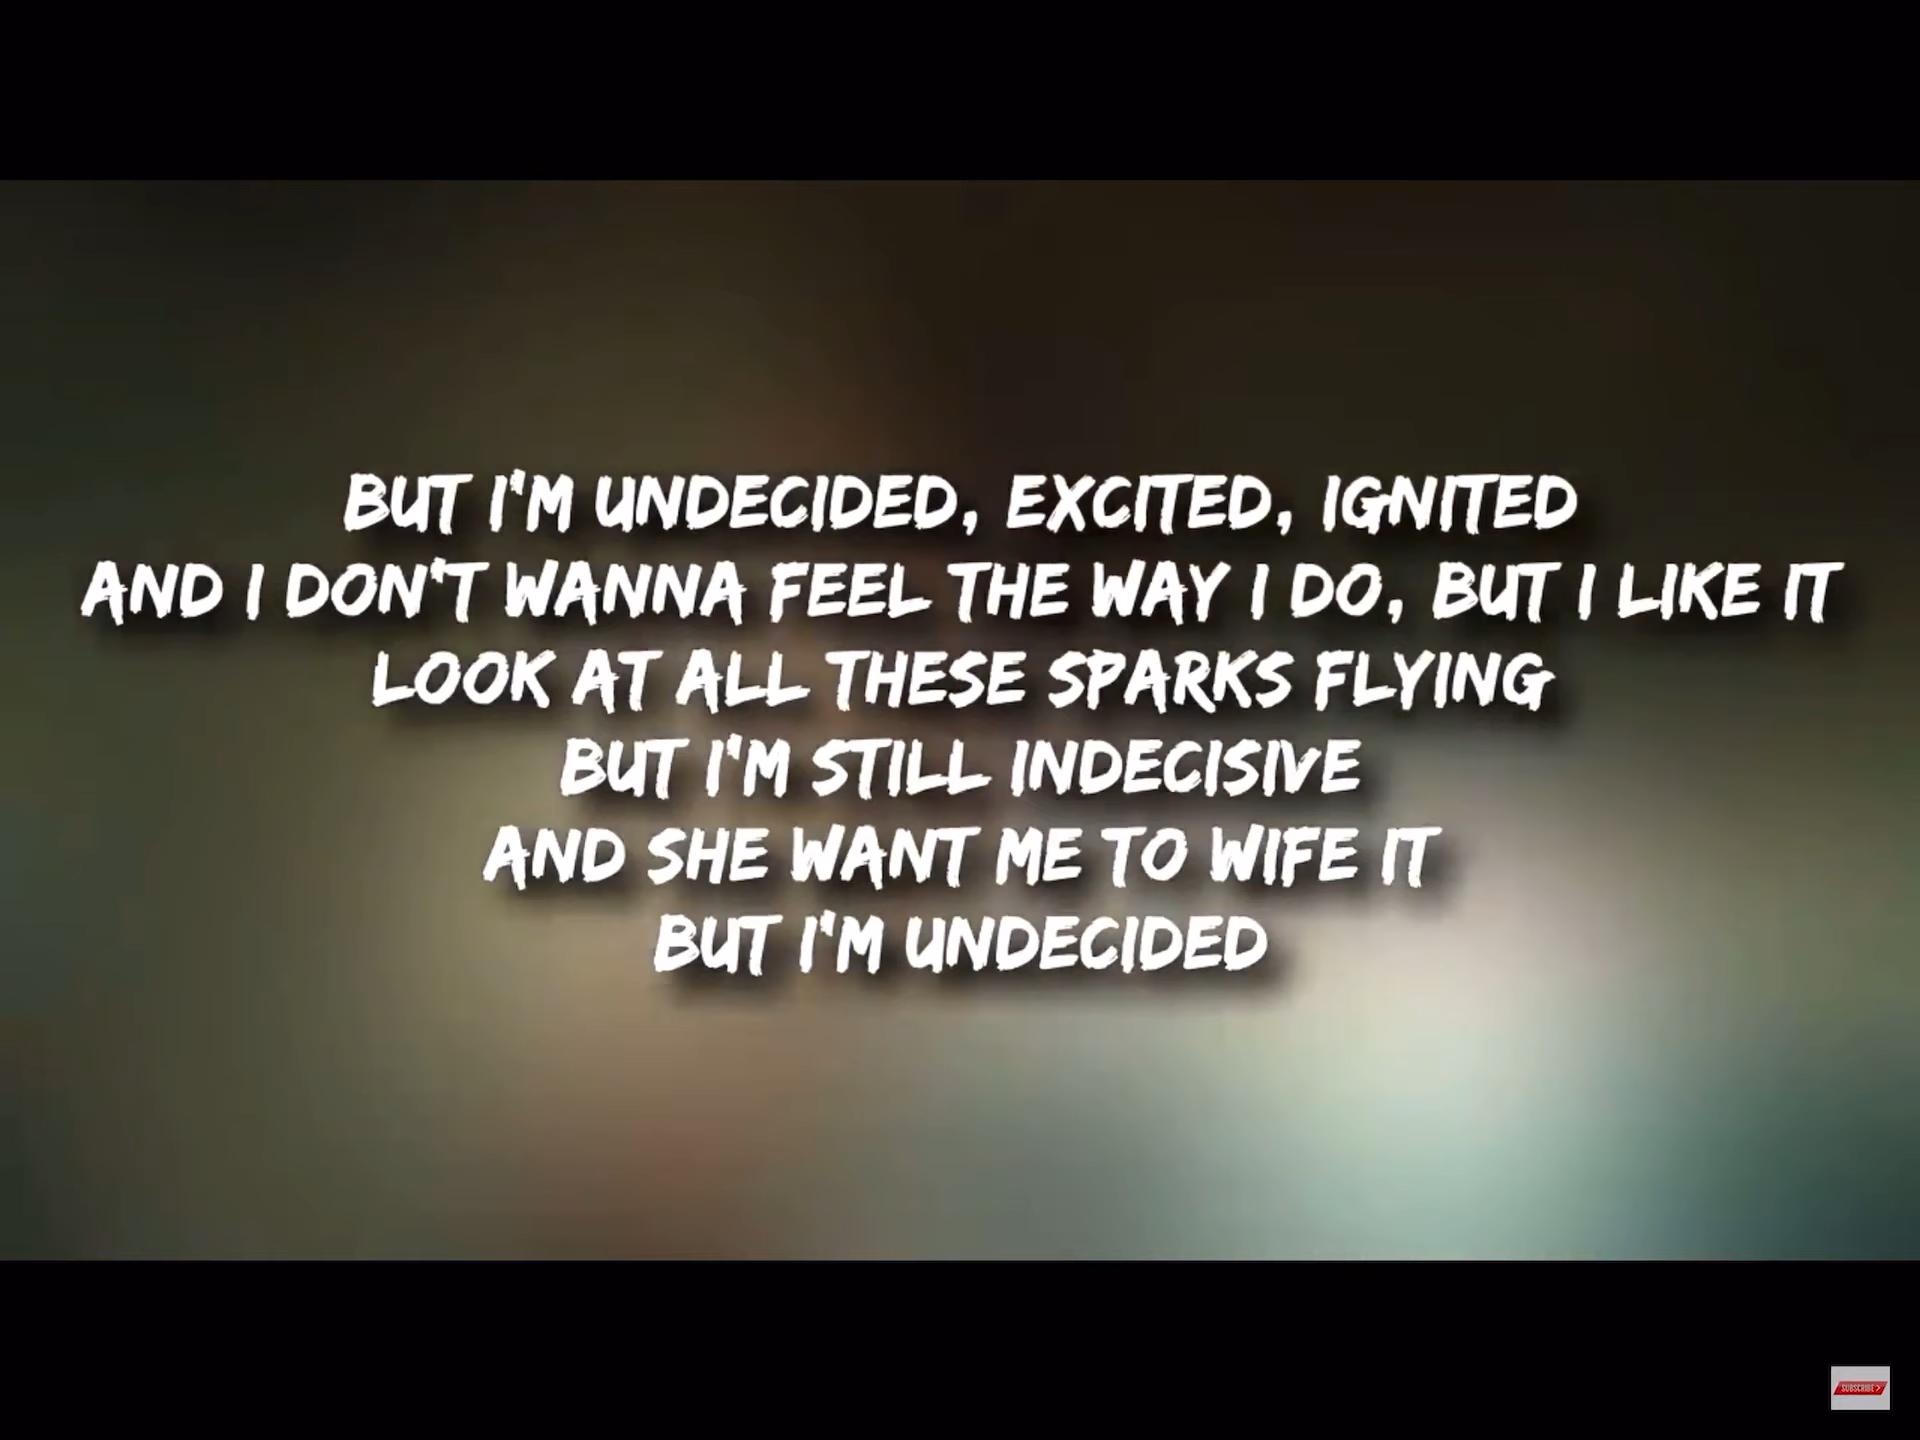 BUT I'M UNDECIDED, EXCITED, IGNITED
AND I DON'T WANNA FEEL THE WAY I DO, BUT I LIKE IT
LOOK AT ALL THESE SPARKS FLYING
BUT I'M STILL INDECISIVE
AND SHE WANT ME TO WIFE IT
BUT I'M UNDECIDED
SUBSCRIBE >